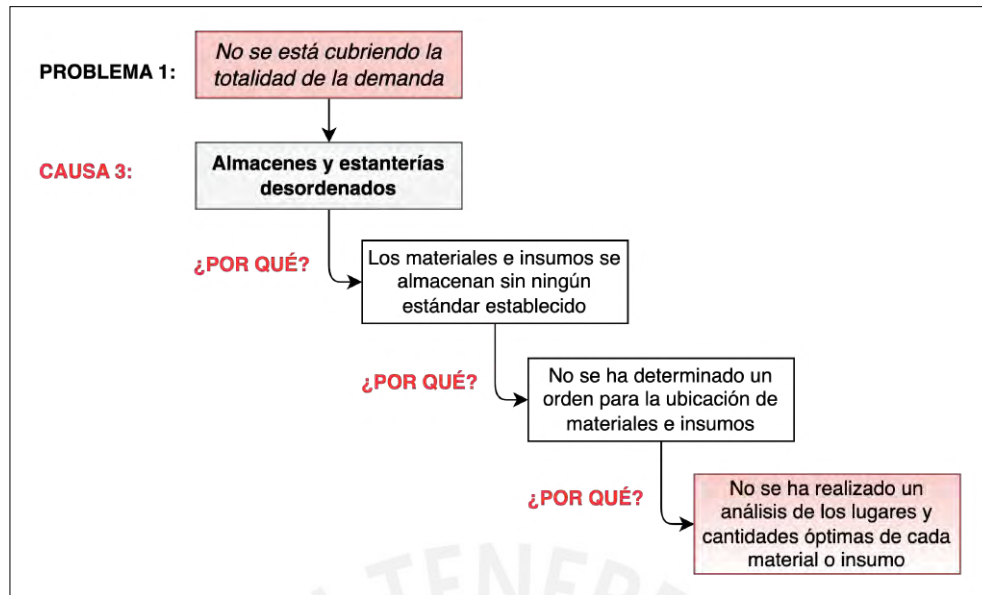 PROBLEMA 1:
No se está cubriendo la
totalidad de la demanda
CAUSA 3:
Almacenes y estanterías
desordenados
¿POR QUÉ?
Los materiales e insumos se
almacenan sin ningún
estándar establecido
¿POR QUÉ?
No se ha determinado un
orden para la ubicación de
materiales e insumos
¿POR QUÉ?
No se ha realizado un
análisis de los lugares y
cantidades óptimas de cada
material o insumo